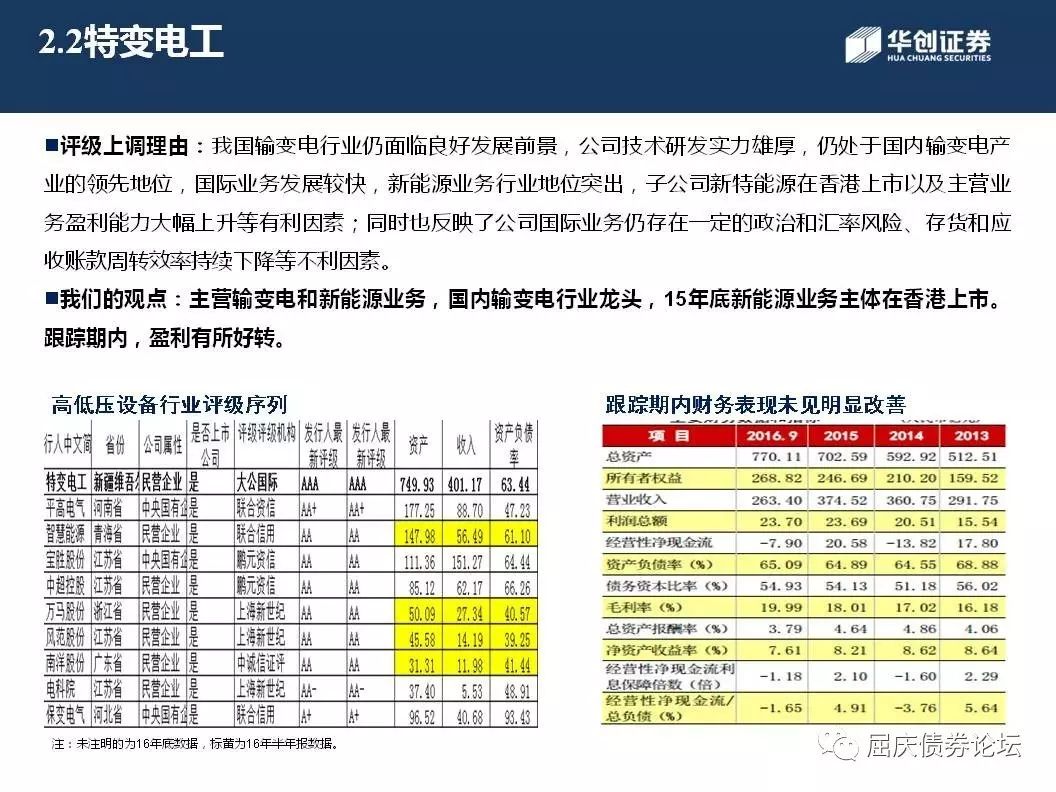 2.2特变电工
华创证券
HUA CHUANG SECURITIES
■评级上调理由：我国输变电行业仍面临良好发展前景，公司技术研发实力雄厚，仍处于国内输变电产
业的领先地位，国际业务发展较快，新能源业务行业地位突出，子公司新特能源在香港上市以及主营业
务盈利能力大幅上升等有利因素；同时也反映了公司国际业务仍存在一定的政治和汇率风险、存货和应
收账款周转效率持续下降等不利因素。
■我们的观点：主营输变电和新能源业务，国内输变电行业龙头，15年底新能源业务主体在香港上市。
跟踪期内，盈利有所好转。
高低压设备行业评级序列
行人中文简 省份 公司属性 是否上市公司 评级评级机构 发行人最新评级 发行人最新评级 资产 收入 资产负债率
特变电工 新疆维吾尔 民营企业 是 大公国际 AAA AAA 749.93 401.17 63.44
平高电气 河南省 中央国有企 是 联合资信 AA+ AA+ 177.25 88.70 47.23
智慧能源 青海省 民营企业 是 联合信用 AA AA 147.98 56.49 61.10
宝胜股份 江苏省 中央国有企 是 鹏元资信 AA AA 111.36 151.27 64.44
中超控股 江苏省 民营企业 是 鹏元资信 AA AA 85.12 62.17 66.26
万马股份 浙江省 民营企业 是 上海新世纪 AA AA 50.09 27.34 40.57
风范股份 江苏省 民营企业 是 上海新世纪 AA AA 45.58 14.19 39.25
南洋股份 广东省 民营企业 是 中诚信证评 AA AA 31.31 11.98 41.44
电科院 江苏省 民营企业 是 上海新世纪 AA- AA- 37.40 5.53 48.91
保变电气 河北省 中央国有企 是 联合信用 A+ A+ 96.52 40.68 93.43
注：未注明的为16年底数据，标黄为16年半年报数据。
跟踪期内财务表现未见明显改善
项 目 2016.9 2015 2014 2013
总资产 770.11 702.59 592.92 512.51
所有者权益 268.82 246.69 210.20 159.52
营业收入 263.40 374.52 360.75 291.75
利润总额 23.70 23.69 20.51 15.54
经营性净现金流 -7.90 20.58 -13.82 17.80
资产负债率（%） 65.09 64.89 64.55 68.88
债务资本比率（%） 54.93 54.13 51.18 56.02
毛利率（%） 19.99 18.01 17.02 16.18
总资产报酬率（%） 3.79 4.64 4.86 4.06
净资产收益率（%） 7.61 8.21 8.62 8.64
经营性净现金流利息保障倍数（倍） -1.18 2.10 -1.60 2.29
经营性净现金流/总负债（%） -1.65 4.91 -3.76 5.64
屈庆债券论坛